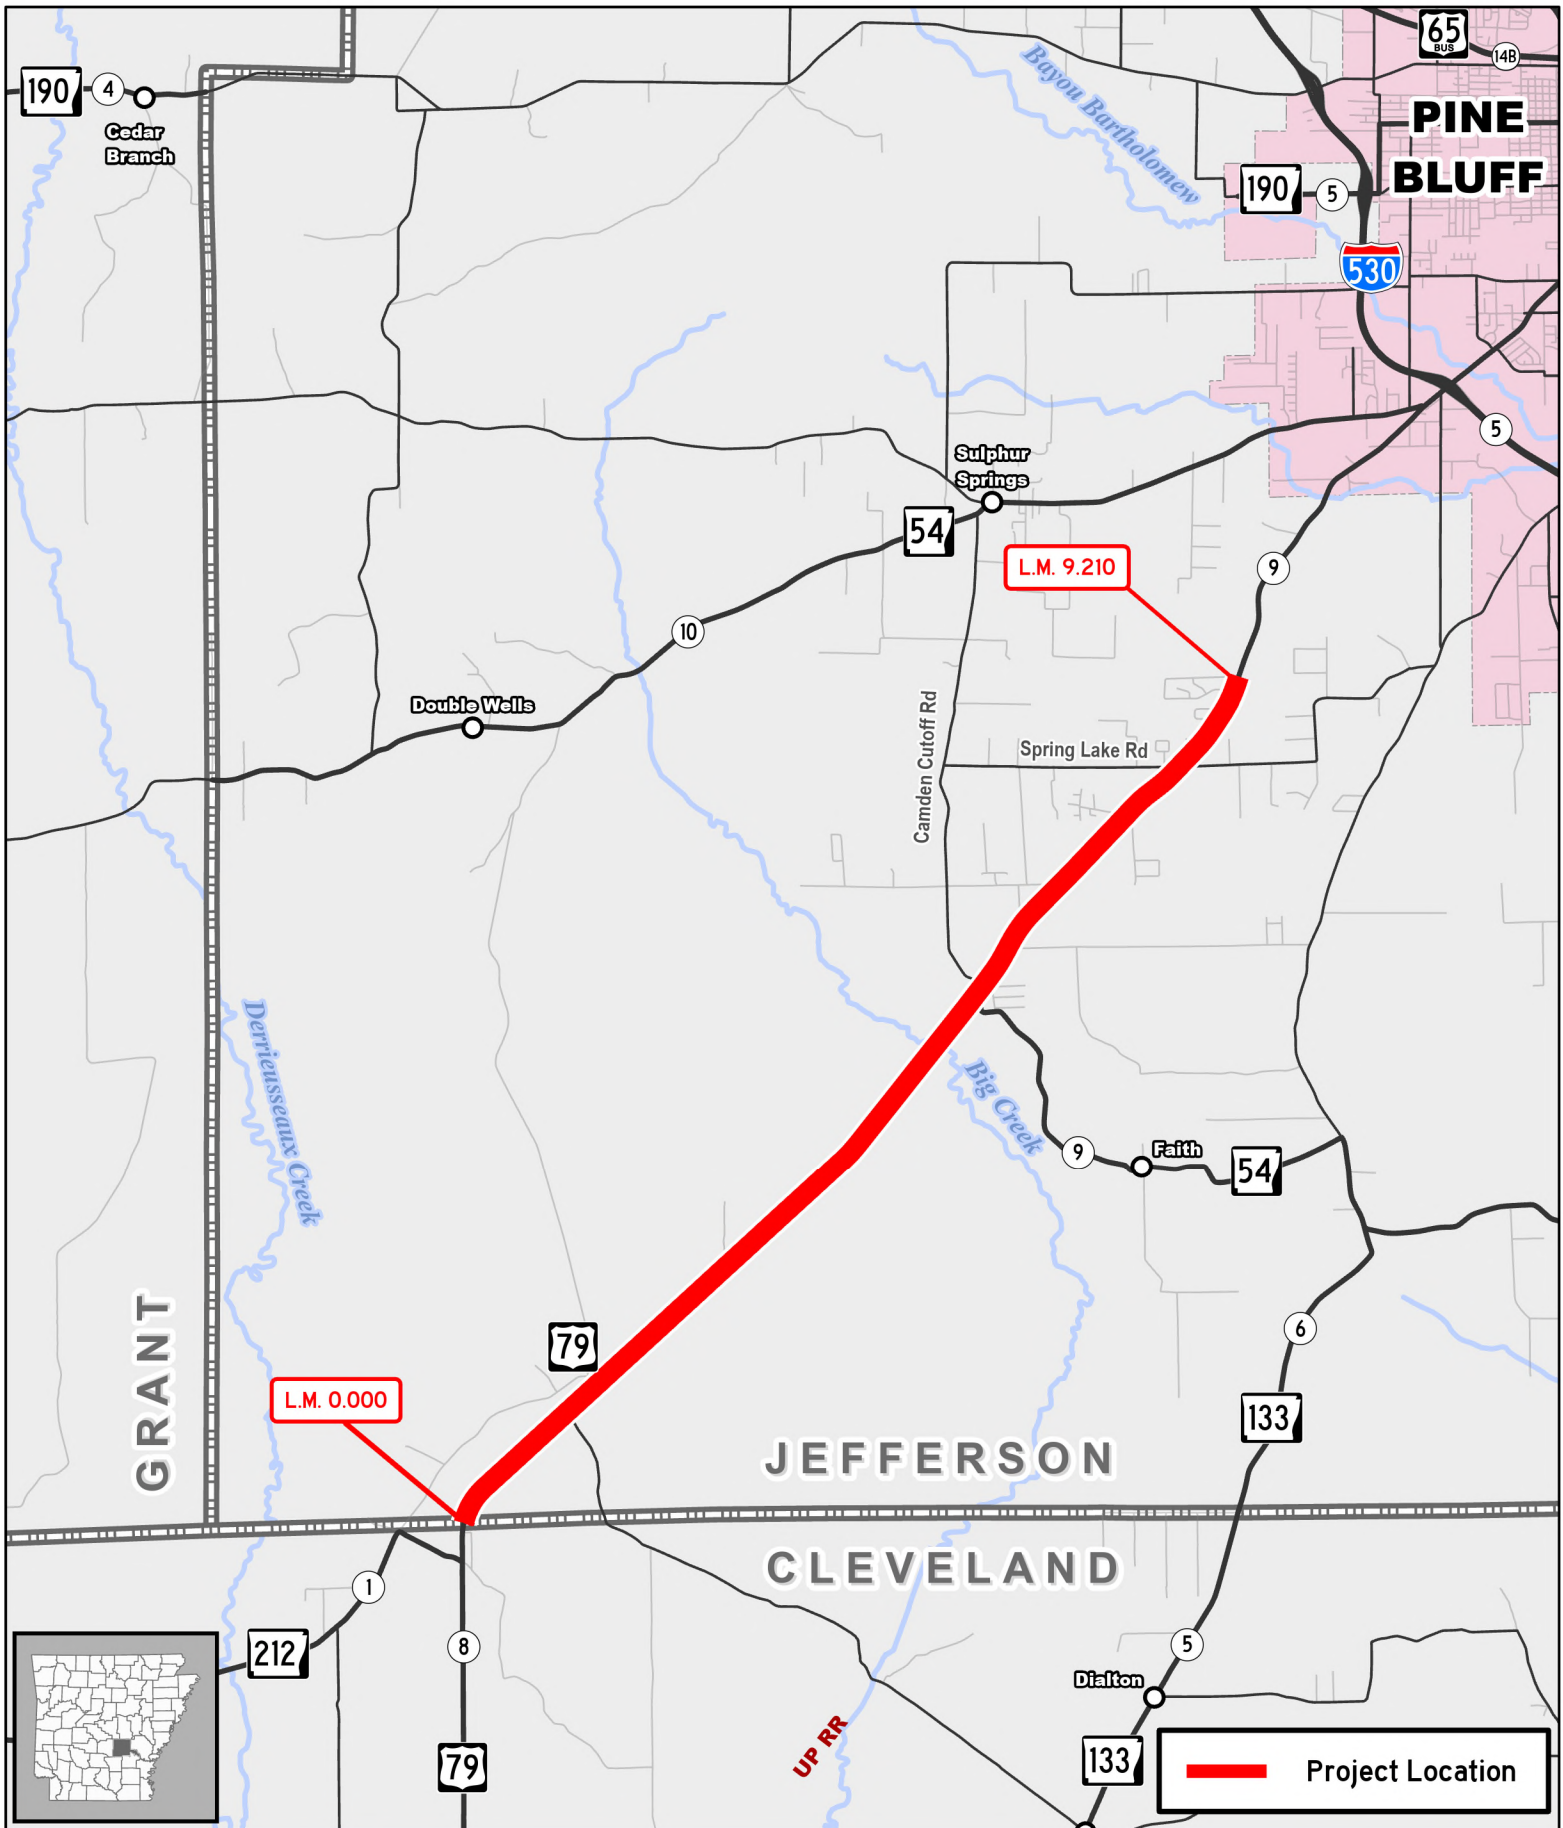 65
BUS
14B
190
4
Cedar
Branch
Bayou Bartholomew
PINE
BLUFF
190
5
530
5
Sulphur
Springs
54
L.M. 9.210
9
10
Double Wells
Camden Cutoff Rd
Spring Lake Rd
Derrieusseaux Creek
Big Creek
9
Faith
54
GRANT
79
6
L.M. 0.000
133
JEFFERSON
CLEVELAND
1
212
8
5
Dialton
UP RR
79
133
Project Location